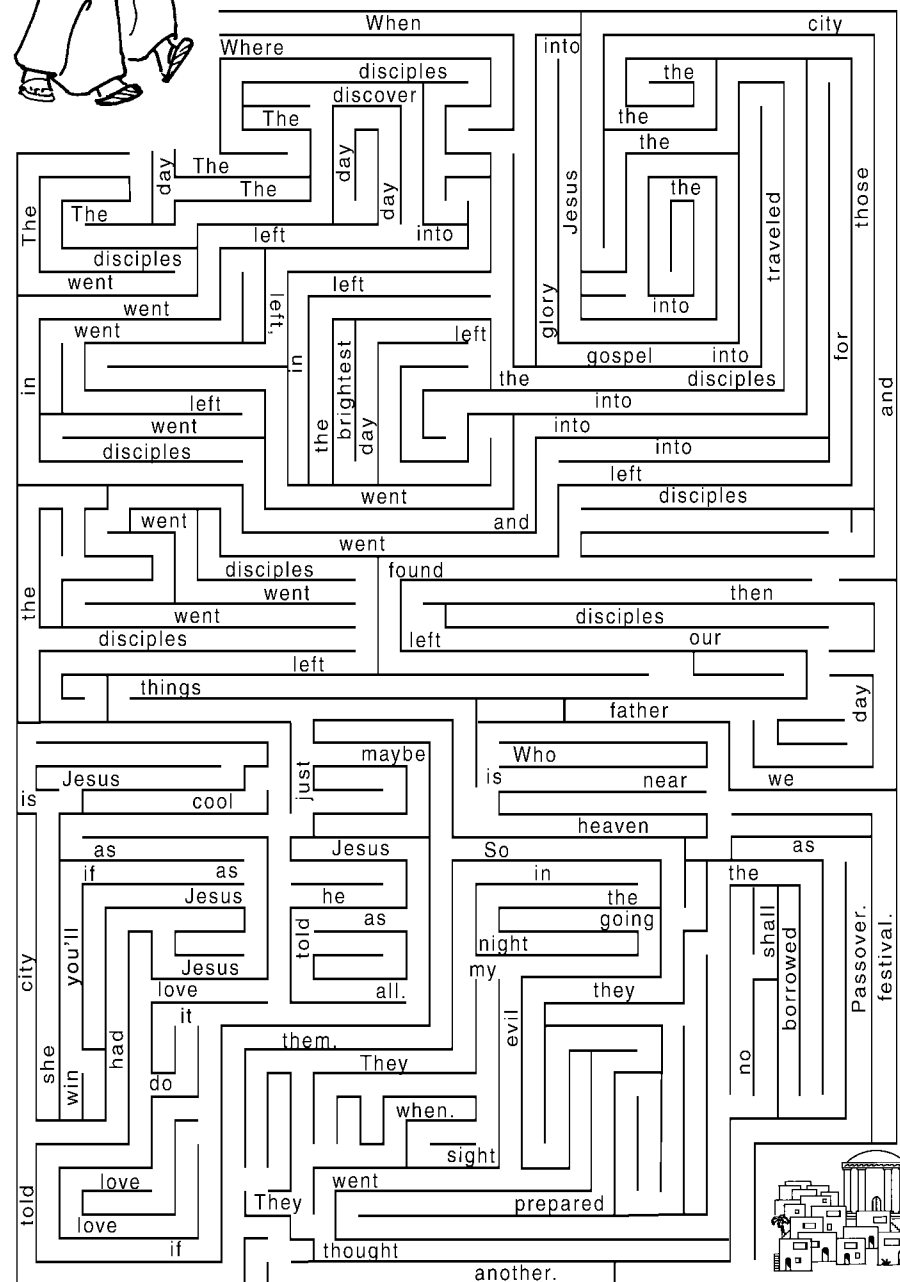 When
city
Where
into
disciples
the
discover
The
the
the
day
The
day
The
the
day
The
The
Jesus
traveled
those
left
into
disciples
went
left
into
went
left,
glory
went
left
in
brightest
gospel
into
for
the
disciples
in
and
left
into
the
went
day
into
disciples
into
left
went
disciples
went
and
went
disciples
found
the
went
then
went
disciples
disciples
left
our
left
things
day
father
maybe
Who
just
Jesus
is
near
we
is
cool
heaven
as
Jesus
So
as
if
as
in
the
Jesus
he
the
as
going
told
shall
you'll
night
borrowed
Passover.
festival.
Jesus
my
city
love
all.
they
it
evil
them.
had
They
she
no
win
do
when.
sight
love
went
told
They
prepared
love
if
thought
another.